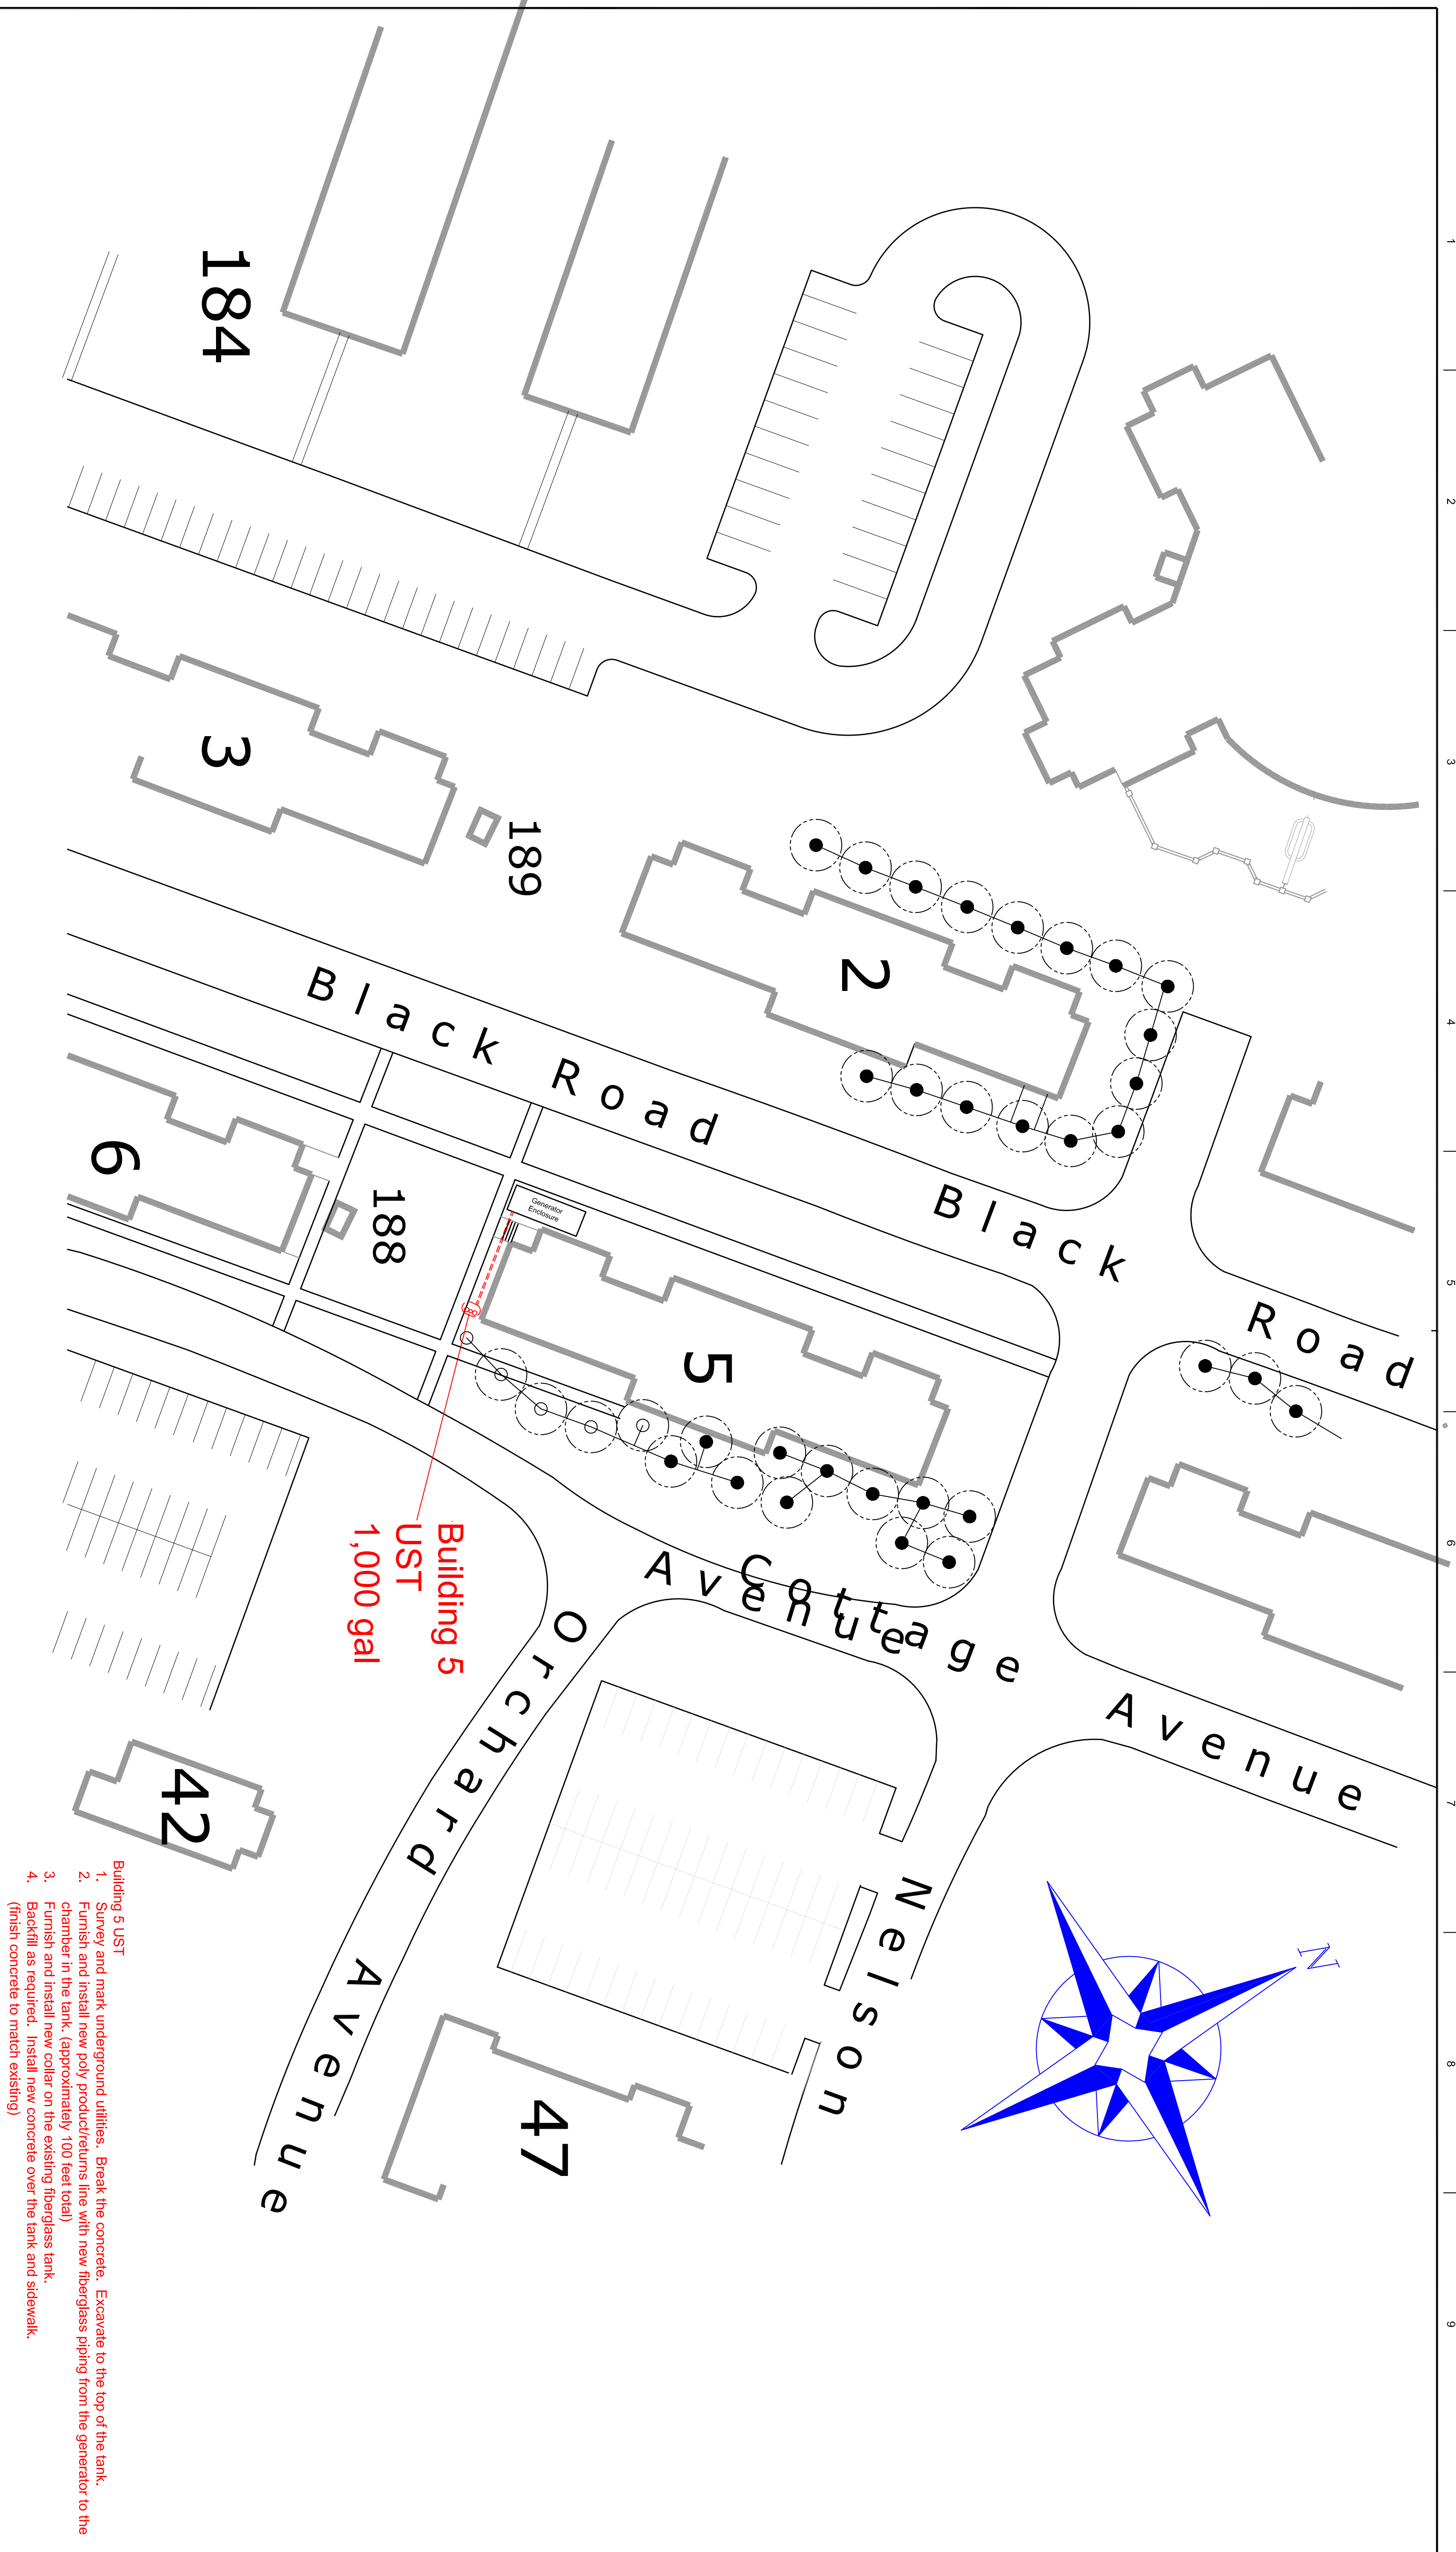 1
2
3
4
5
6
7
8
9
184
3
189
2
Black Road
Black Road
6
188
Generator
Enclosure
5
Building 5
UST
1,000 gal
Cottage Avenue
Avenue
Orchard Avenue
Nelson
42
47
N
Building 5 UST
1. Survey and mark underground utilities. Break the concrete. Excavate to the top of the tank.
2. Furnish and install new poly product/returns line with new fiberglass piping from the generator to the
chamber in the tank. (approximately 100 feet total)
3. Furnish and install new collar on the existing fiberglass tank.
4. Backfill as required. Install new concrete over the tank and sidewalk.
(finish concrete to match existing)